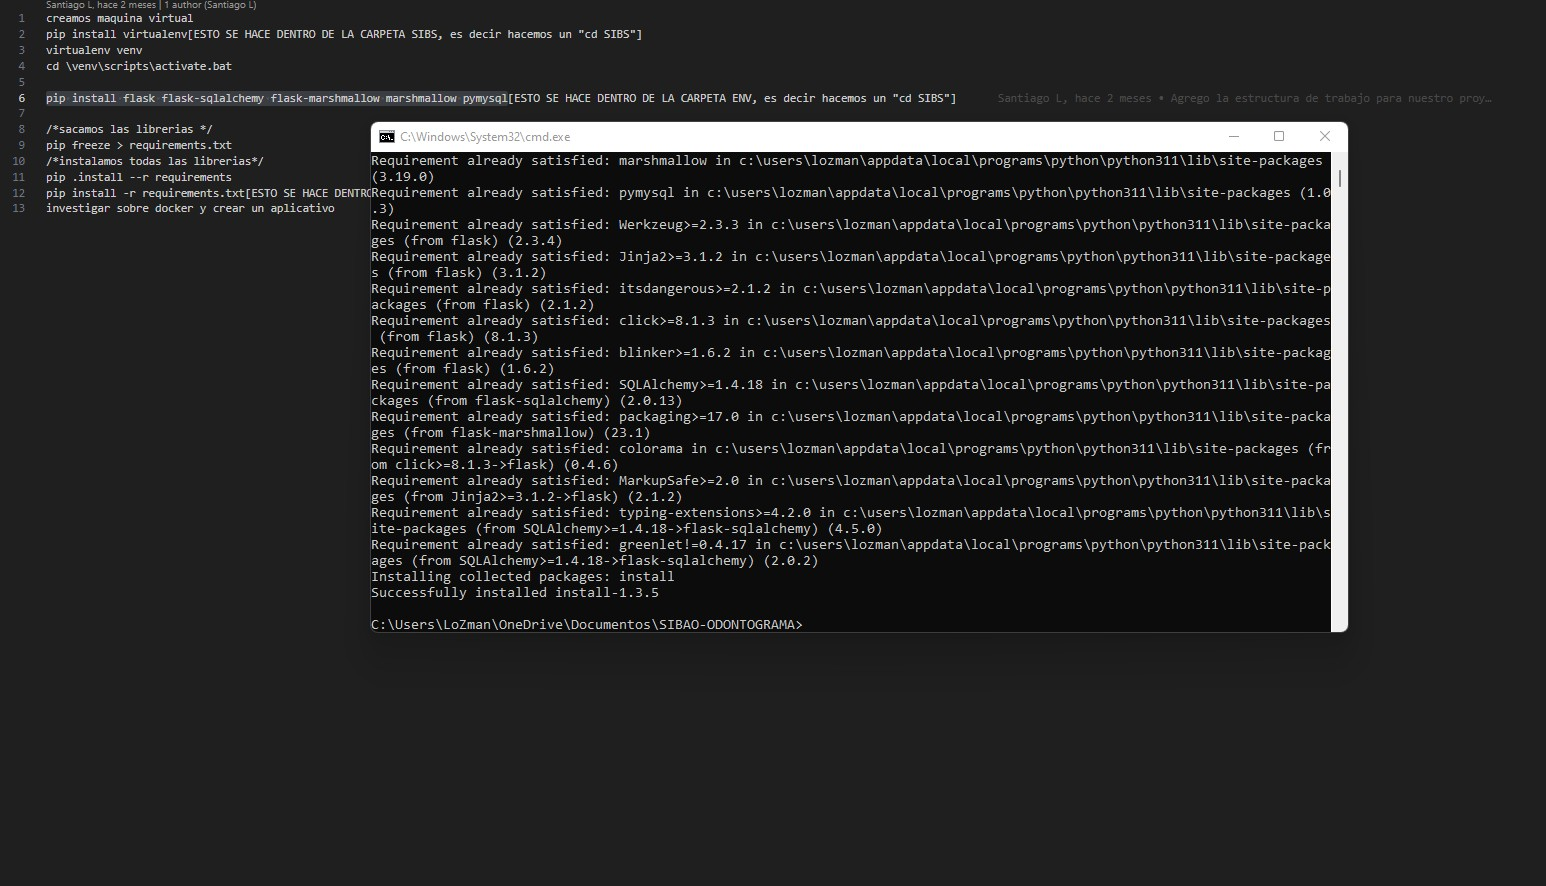 Santiago L, hace 2 meses | 1 author (Santiago L)
1 creamos maquina virtual
2 pip install virtualenv[ESTO SE HACE DENTRO DE LA CARPETA SIBS, es decir hacemos un "cd SIBS"]
3 virtualenv venv
4 cd \venv\scripts\activate.bat
5
6 pip install flask flask-sqlalchemy flask-marshmallow marshmallow pymysql[ESTO SE HACE DENTRO DE LA CARPETA ENV, es decir hacemos un "cd SIBS"] Santiago L, hace 2 meses • Agrego la estructura de trabajo para nuestro proy…
7
8 /*sacamos las librerias */
9 pip freeze > requirements.txt
10 /*instalamos todas las librerias*/
11 pip .install --r requirements
12 pip install -r requirements.txt[ESTO SE HACE DENTRO
13 investigar sobre docker y crear un aplicativo
C:\Windows\System32\cmd.exe
Requirement already satisfied: marshmallow in c:\users\lozman\appdata\local\programs\python\python311\lib\site-packages
(3.19.0)
Requirement already satisfied: pymysql in c:\users\lozman\appdata\local\programs\python\python311\lib\site-packages (1.0
.3)
Requirement already satisfied: Werkzeug>=2.3.3 in c:\users\lozman\appdata\local\programs\python\python311\lib\site-packa
ges (from flask) (2.3.4)
Requirement already satisfied: Jinja2>=3.1.2 in c:\users\lozman\appdata\local\programs\python\python311\lib\site-package
s (from flask) (3.1.2)
Requirement already satisfied: itsdangerous>=2.1.2 in c:\users\lozman\appdata\local\programs\python\python311\lib\site-p
ackages (from flask) (2.1.2)
Requirement already satisfied: click>=8.1.3 in c:\users\lozman\appdata\local\programs\python\python311\lib\site-packages
(from flask) (8.1.3)
Requirement already satisfied: blinker>=1.6.2 in c:\users\lozman\appdata\local\programs\python\python311\lib\site-packag
es (from flask) (1.6.2)
Requirement already satisfied: SQLAlchemy>=1.4.18 in c:\users\lozman\appdata\local\programs\python\python311\lib\site-pa
ckages (from flask-sqlalchemy) (2.0.13)
Requirement already satisfied: packaging>=17.0 in c:\users\lozman\appdata\local\programs\python\python311\lib\site-packa
ges (from flask-marshmallow) (23.1)
Requirement already satisfied: colorama in c:\users\lozman\appdata\local\programs\python\python311\lib\site-packages (fr
om click>=8.1.3->flask) (0.4.6)
Requirement already satisfied: MarkupSafe>=2.0 in c:\users\lozman\appdata\local\programs\python\python311\lib\site-packa
ges (from Jinja2>=3.1.2->flask) (2.1.2)
Requirement already satisfied: typing-extensions>=4.2.0 in c:\users\lozman\appdata\local\programs\python\python311\lib\s
ite-packages (from SQLAlchemy>=1.4.18->flask-sqlalchemy) (4.5.0)
Requirement already satisfied: greenlet!=0.4.17 in c:\users\lozman\appdata\local\programs\python\python311\lib\site-pack
ages (from SQLAlchemy>=1.4.18->flask-sqlalchemy) (2.0.2)
Installing collected packages: install
Successfully installed install-1.3.5
C:\Users\LoZman\OneDrive\Documentos\SIBAO-ODONTOGRAMA>